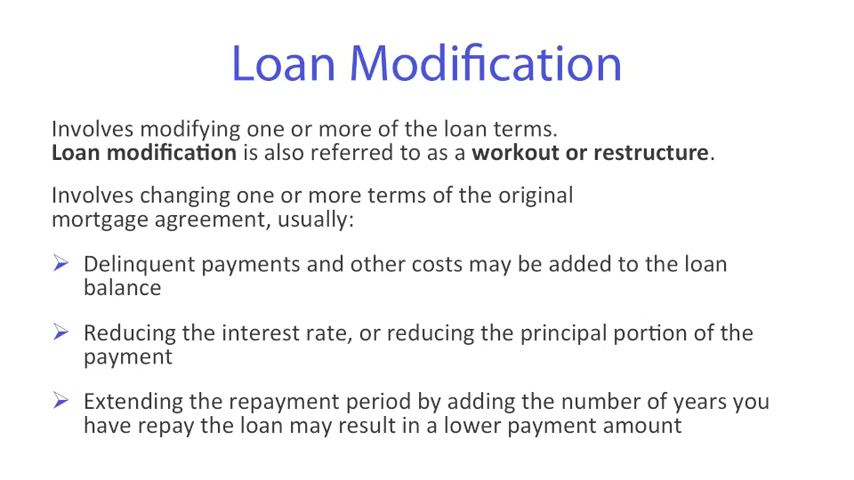 Loan Modification
Involves modifying one or more of the loan terms.
Loan modification is also referred to as a workout or restructure.
Involves changing one or more terms of the original
mortgage agreement, usually:
Delinquent payments and other costs may be added to the loan
balance
Reducing the interest rate, or reducing the principal portion of the
payment
Extending the repayment period by adding the number of years you
have repay the loan may result in a lower payment amount